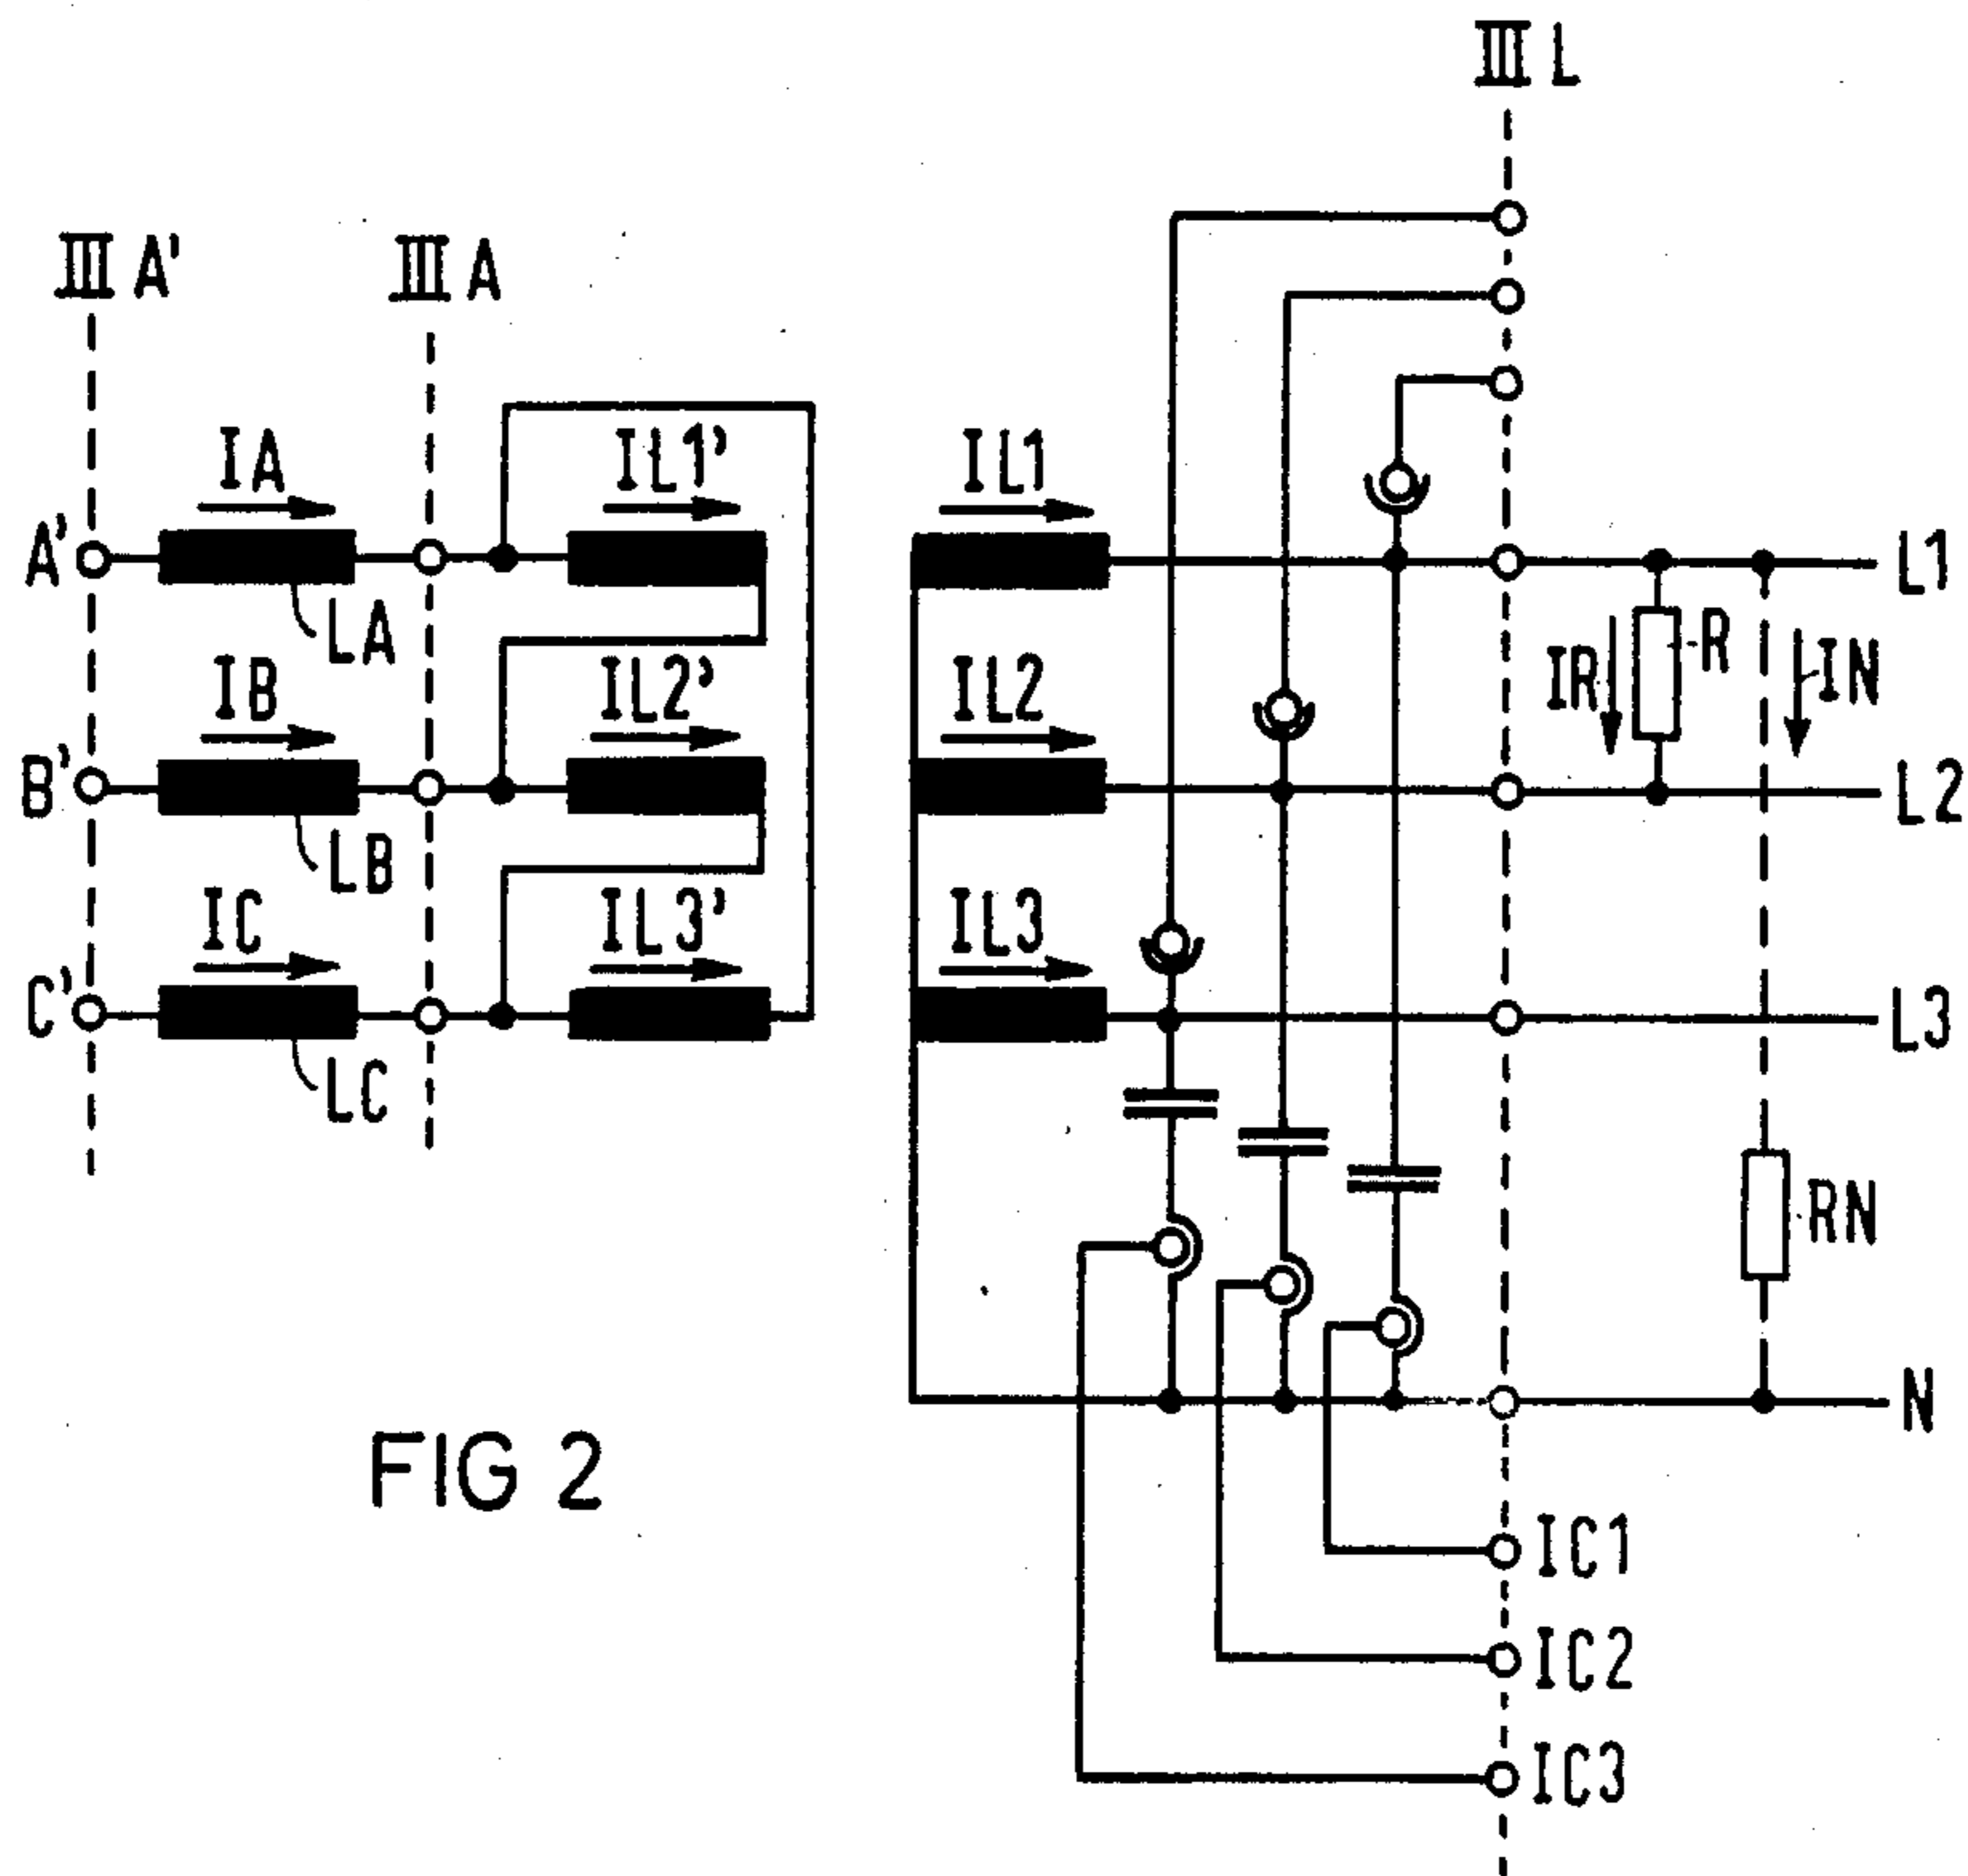 III L
III A' III A
IA IL1' IL1
A' L1
LA R
IB IL2' IL2 IR IN
B' L2
LB
IC IL3' IL3
C' L3
LC
RN
N
FIG 2
IC1
IC2
IC3